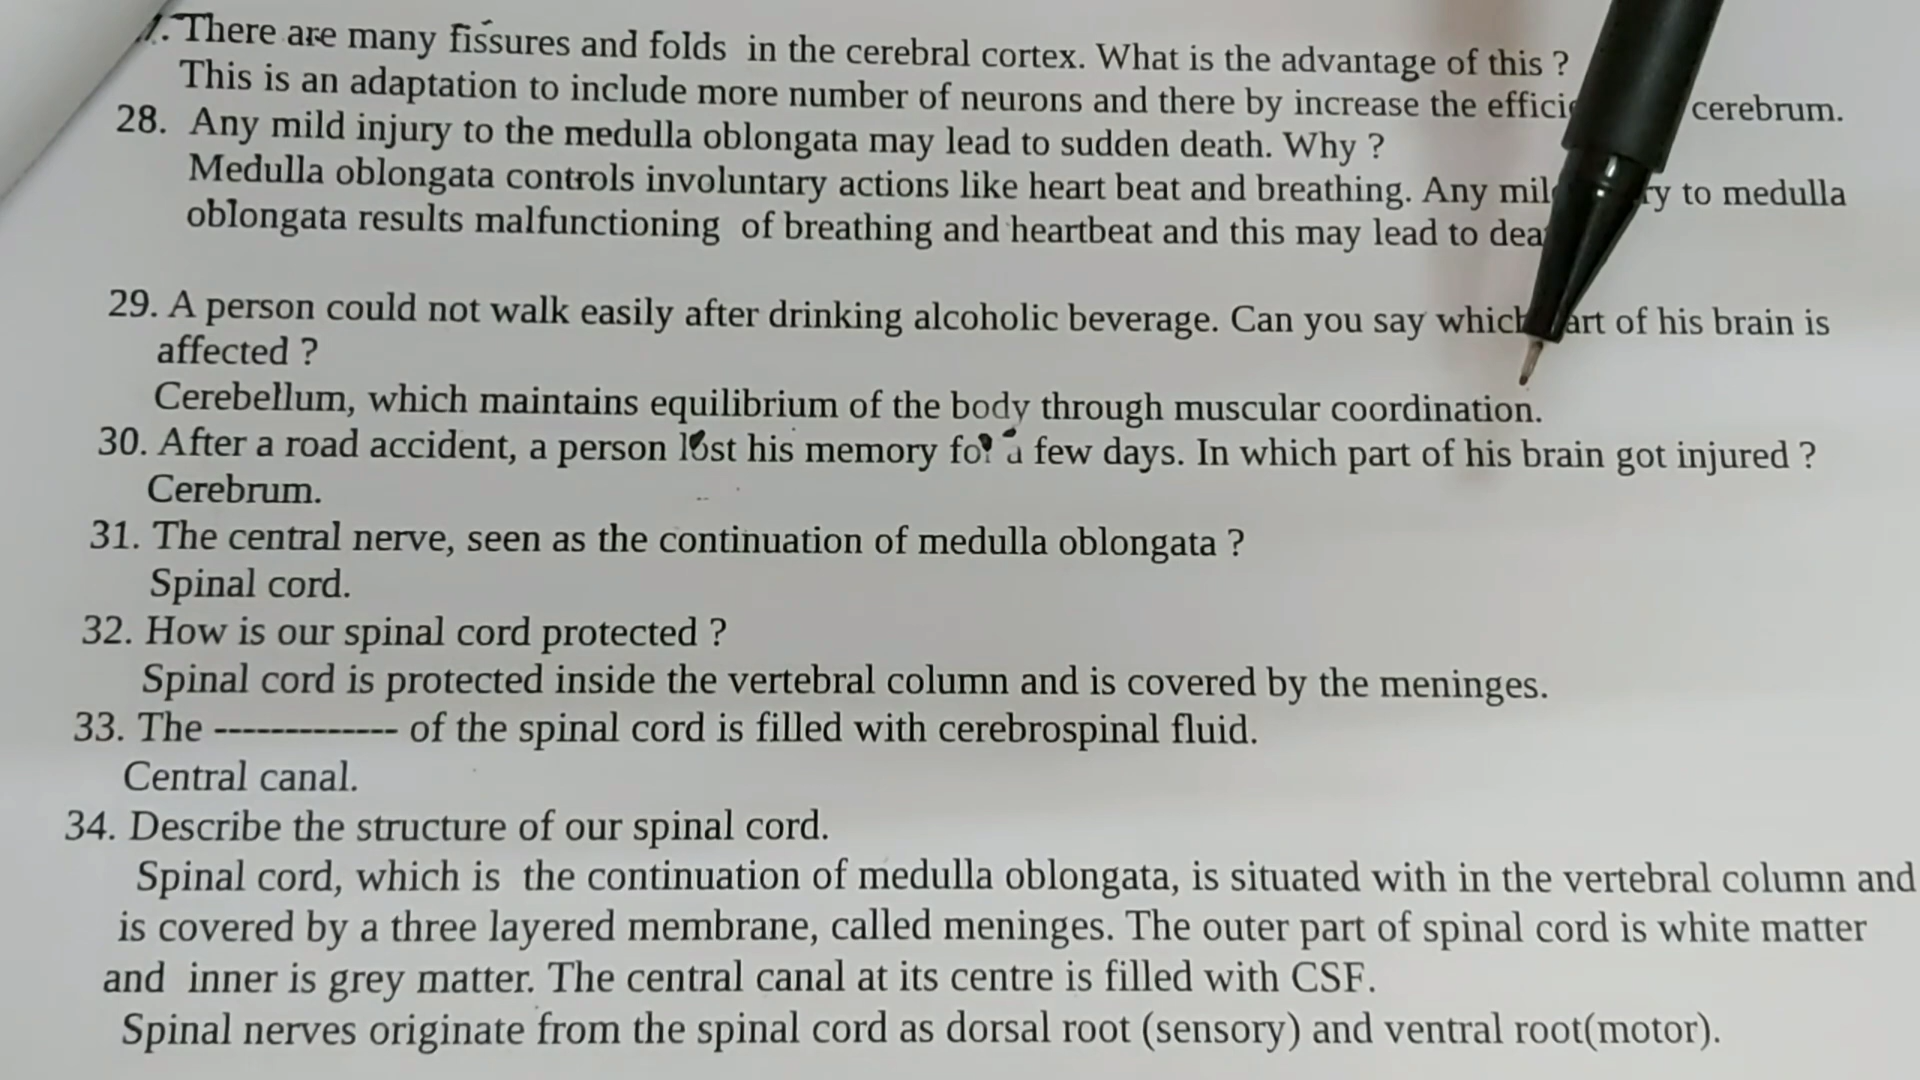 7. There are many fissures and folds in the cerebral cortex. What is the advantage of this ?
This is an adaptation to include more number of neurons and there by increase the cerebrum.
28. Any mild injury to the medulla oblongata may lead to sudden death. Why ?
Medulla oblongata controls involuntary actions like heart beat and breathing. Any to medulla
oblongata results malfunctioning of breathing and heartbeat and this may lead to
29. A person could not walk easily after drinking alcoholic beverage. Can you say which part of his brain is
affected ?
Cerebellum, which maintains equilibrium of the body through muscular coordination.
30. After a road accident, a person lost his memory for a few days. In which part of his brain got injured ?
Cerebrum.
31. The central nerve, seen as the continuation of medulla oblongata ?
Spinal cord.
32. How is our spinal cord protected ?
Spinal cord is protected inside the vertebral column and is covered by the meninges.
33. The ------------- of the spinal cord is filled with cerebrospinal fluid.
Central canal.
34. Describe the structure of our spinal cord.
Spinal cord, which is the continuation of medulla oblongata, is situated with in the vertebral column and
is covered by a three layered membrane, called meninges. The outer part of spinal cord is white matter
and inner is grey matter. The central canal at its centre is filled with CSF.
Spinal nerves originate from the spinal cord as dorsal root (sensory) and ventral root(motor).